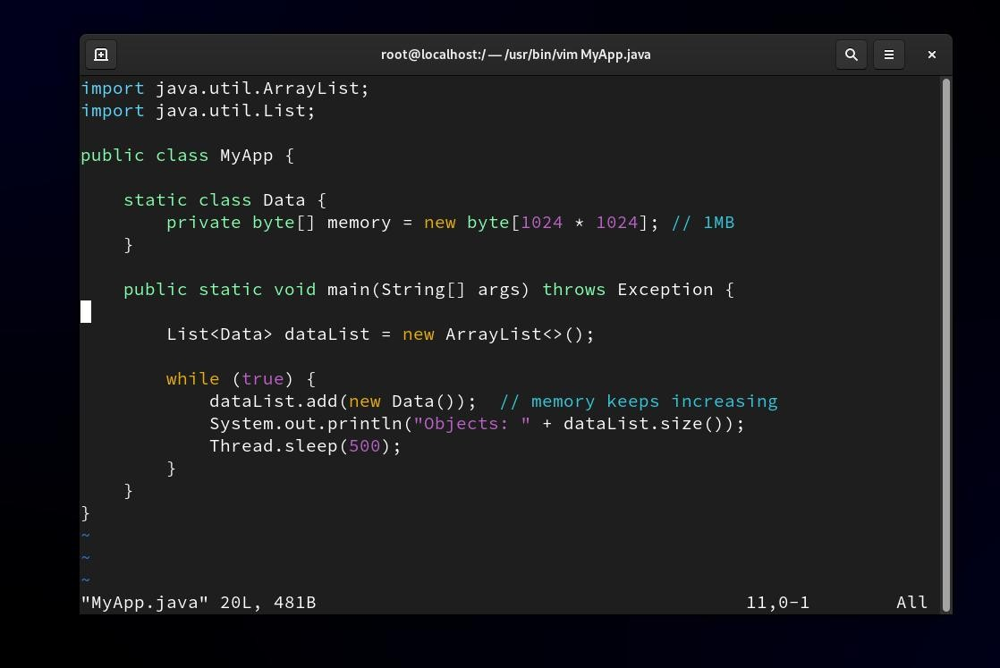 root@localhost:/ — /usr/bin/vim MyApp.java
import java.util.ArrayList;
import java.util.List;
public class MyApp {
    static class Data {
        private byte[] memory = new byte[1024 * 1024]; // 1MB
    }
    public static void main(String[] args) throws Exception {
        List<Data> dataList = new ArrayList<>();
        while (true) {
            dataList.add(new Data());  // memory keeps increasing
            System.out.println("Objects: " + dataList.size());
            Thread.sleep(500);
        }
    }
}
~
~
~
"MyApp.java" 20L, 481B 11,0-1 All